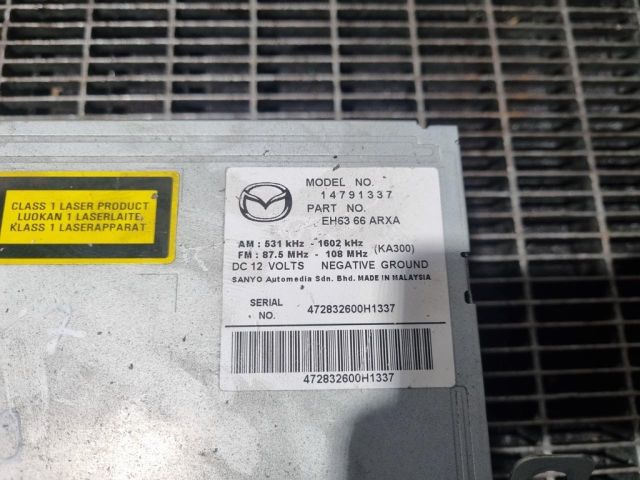 CLASS 1 LASER PRODUCT
LUOKAN 1 LASERLAITE,
KLASS 1 LASERAPPARAT
MODEL NO.
14791337
PART NO.
EH63 66 ARXA
AM : 531 kHz - 1602 kHz
FM : 87.5 MHz - 108 MHz (KA300)
DC 12 VOLTS NEGATIVE GROUND
SANYO Automedia Sdn. Bhd. MADE IN MALAYSIA
SERIAL NO. 472832600H1337
472832600H1337